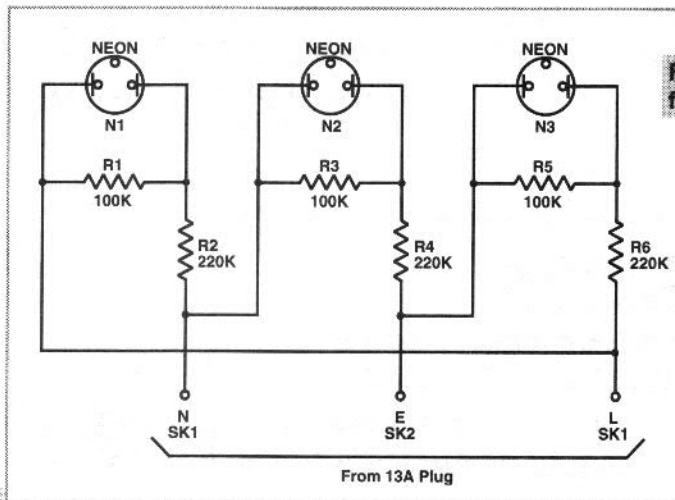 NEON NEON NEON
N1 N2 N3
R1 R3 R5
100K 100K 100K
R2 R4 R6
220K 220K 220K
N E L
SK1 SK2 SK1
From 13A Plug